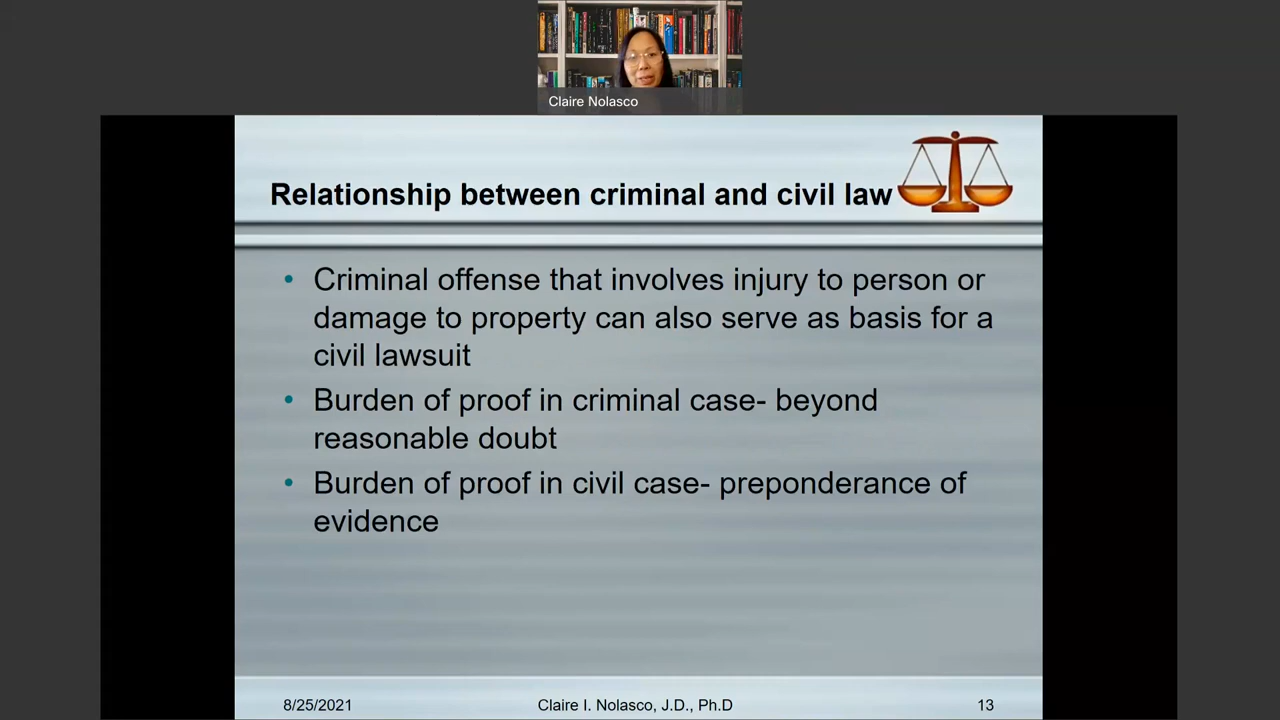 Claire Nolasco
Relationship between criminal and civil law
• Criminal offense that involves injury to person or
damage to property can also serve as basis for a
civil lawsuit
• Burden of proof in criminal case- beyond
reasonable doubt
• Burden of proof in civil case- preponderance of
evidence
8/25/2021
Claire I. Nolasco, J.D., Ph.D
13